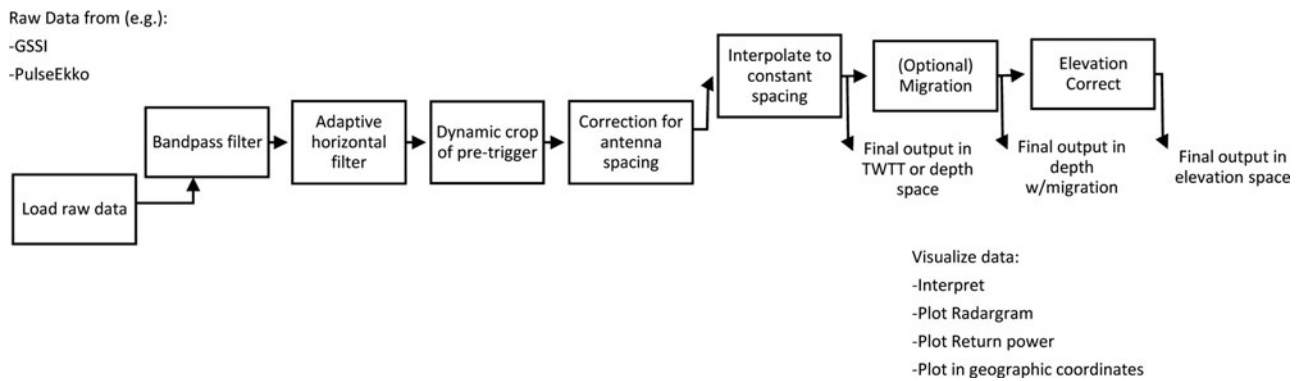 Raw Data from (e.g.):
-GSSI
-PulseEkko
Load raw data
Bandpass filter
Adaptive
horizontal
filter
Dynamic crop
of pre-trigger
Correction for
antenna
spacing
Interpolate to
constant
spacing
(Optional)
Migration
Elevation
Correct
Final output in
TWTT or depth
space
Final output in
depth
w/migration
Final output in
elevation space
Visualize data:
-Interpret
-Plot Radargram
-Plot Return power
-Plot in geographic coordinates